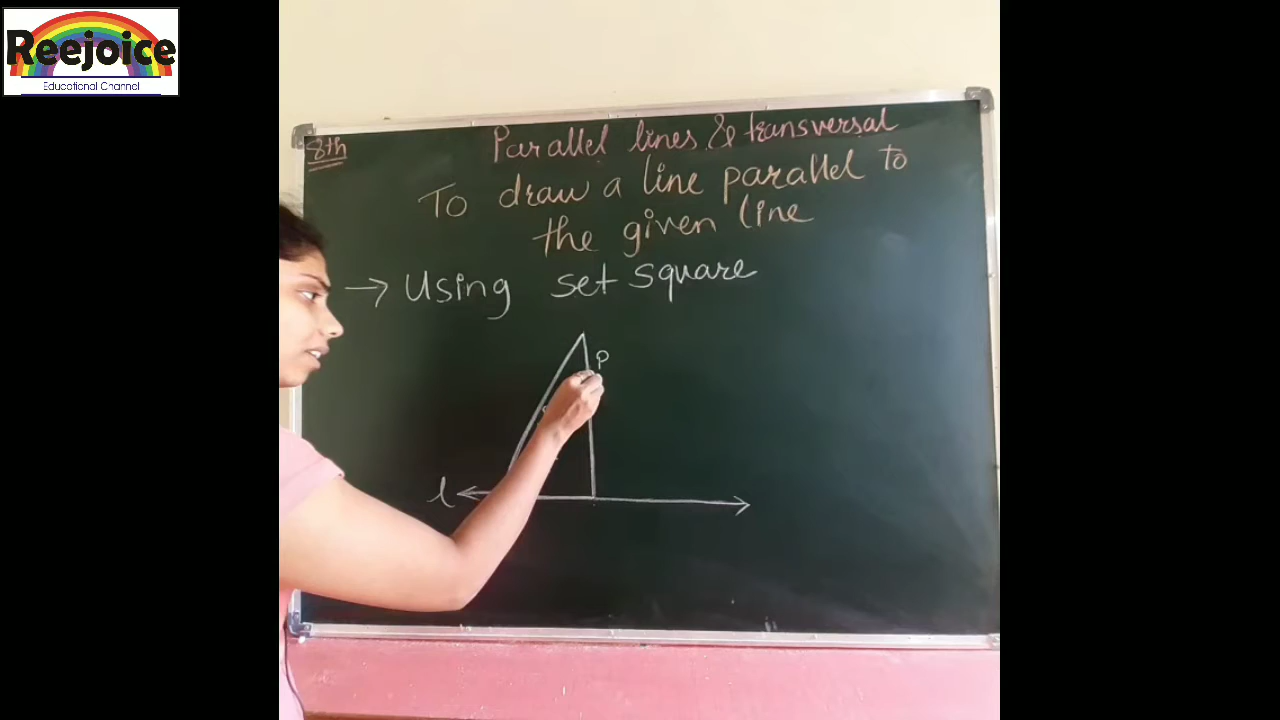 Reejoice
Educational Channel
8th
Parallel lines & transversal
To draw a line parallel to
the given line
→ Using set square
P
l